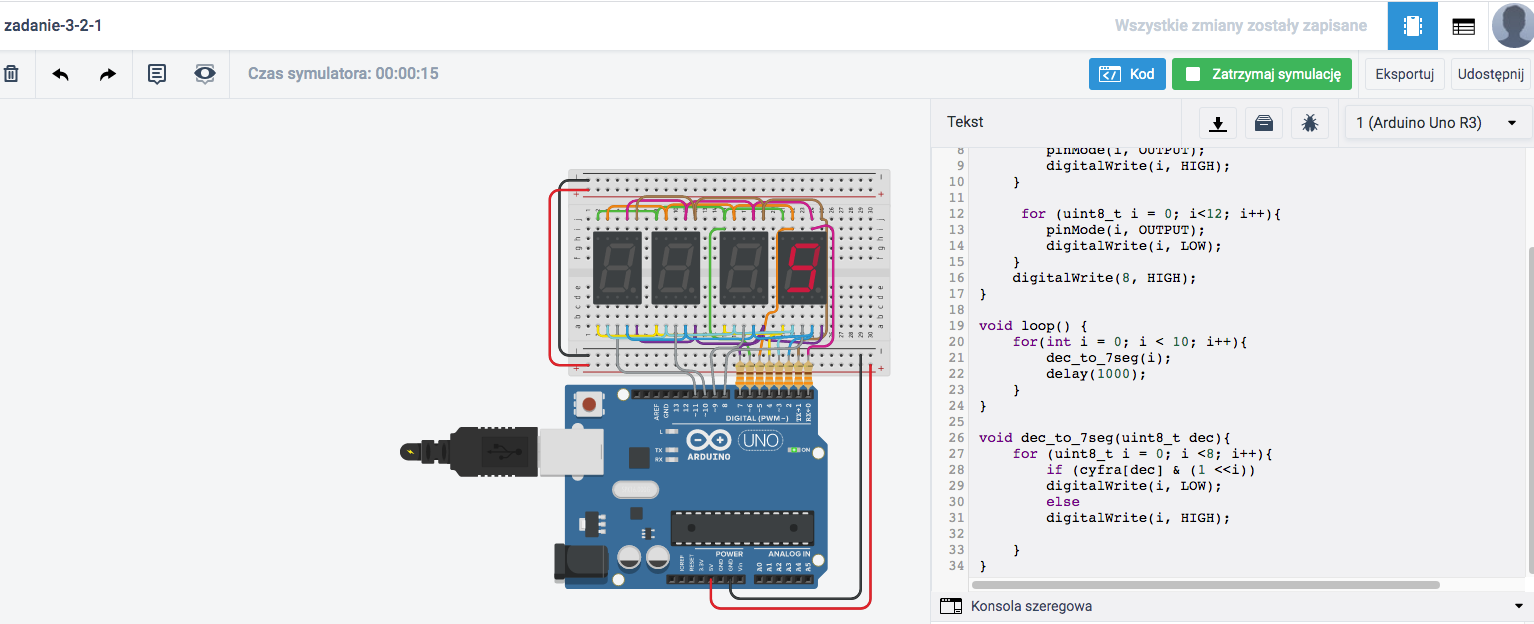 zadanie-3-2-1
Wszystkie zmiany zostały zapisane
Czas symulatora: 00:00:15
Kod
Zatrzymaj symulację
Eksportuj
Udostępnij
Tekst
1 (Arduino Uno R3)
8 pinMode(i, OUTPUT);
9 digitalWrite(i, HIGH);
10 }
11
12 for (uint8_t i = 0; i<12; i++){
13 pinMode(i, OUTPUT);
14 digitalWrite(i, LOW);
15 }
16 digitalWrite(8, HIGH);
17 }
18
19 void loop() {
20 for(int i = 0; i < 10; i++){
21 dec_to_7seg(i);
22 delay(1000);
23 }
24 }
25
26 void dec_to_7seg(uint8_t dec){
27 for (uint8_t i = 0; i <8; i++){
28 if (cyfra[dec] & (1 <<i))
29 digitalWrite(i, LOW);
30 else
31 digitalWrite(i, HIGH);
32
33 }
34 }
Konsola szeregowa
AREF
GND
13
12
~11
~10
~9
8
7
~6
~5
4
~3
2
TX→1
RX←0
DIGITAL (PWM~)
L
TX
RX
UNO
ARDUINO
ON
IOREF
RESET
3.3V
5V
GND
GND
Vin
POWER
ANALOG IN
A0
A1
A2
A3
A4
A5